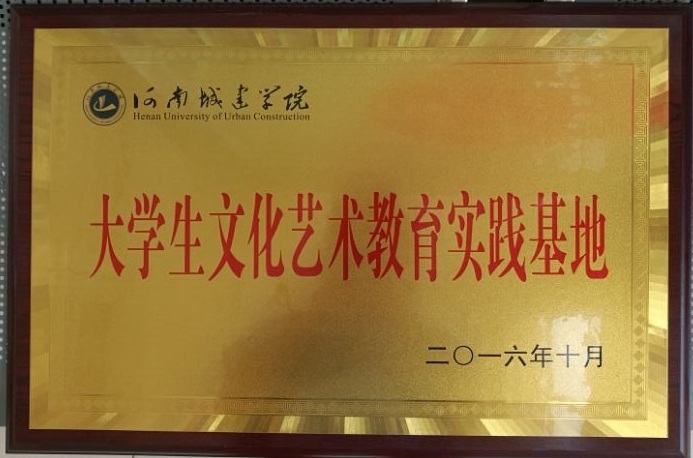 河南城建学院
Henan University of Urban Construction
大学生文化艺术教育实践基地
二〇一六年十月